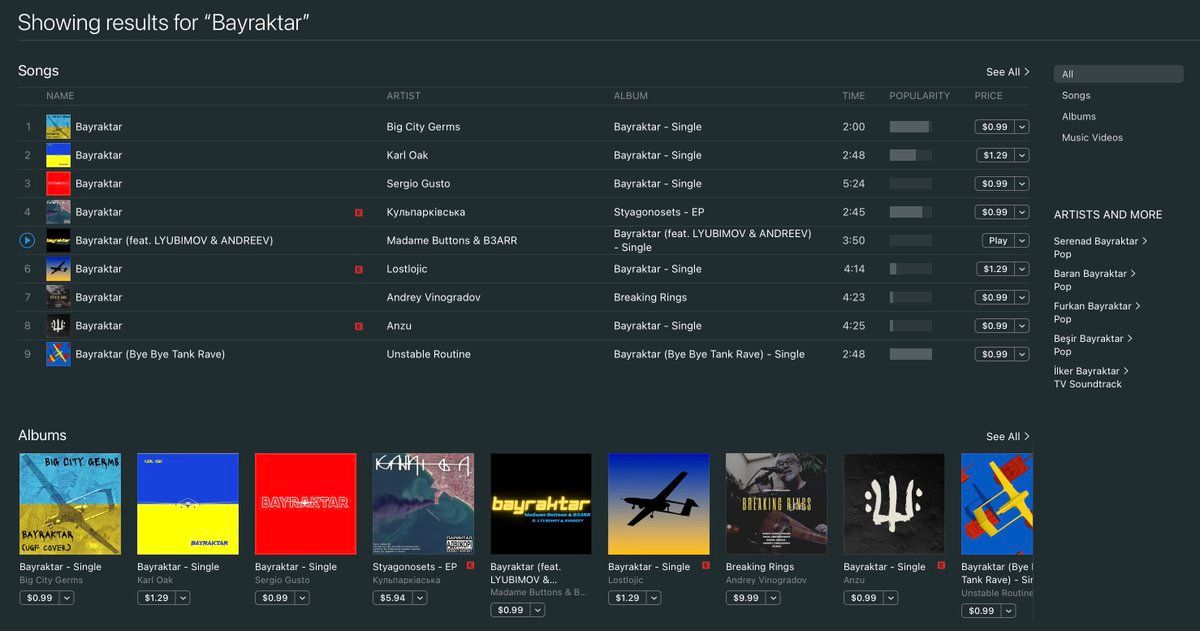 Showing results for “Bayraktar”
Songs
See All >
NAME ARTIST ALBUM TIME POPULARITY PRICE
1 Bayraktar Big City Germs Bayraktar - Single 2:00 $0.99
2 Bayraktar Karl Oak Bayraktar - Single 2:48 $1.29
3 Bayraktar Sergio Gusto Bayraktar - Single 5:24 $0.99
4 Bayraktar E Кульпарківська Styagonosets - EP 2:45 $0.99
Bayraktar (feat. LYUBIMOV & ANDREEV) Madame Buttons & B3ARR Bayraktar (feat. LYUBIMOV & ANDREEV) 3:50 Play
- Single
6 Bayraktar E Lostlojic Bayraktar - Single 4:14 $1.29
7 Bayraktar Andrey Vinogradov Breaking Rings 4:23 $0.99
8 Bayraktar E Anzu Bayraktar - Single 4:25 $0.99
9 Bayraktar (Bye Bye Tank Rave) Unstable Routine Bayraktar (Bye Bye Tank Rave) - Single 2:48 $0.99
All
Songs
Albums
Music Videos
ARTISTS AND MORE
Serenad Bayraktar >
Pop
Baran Bayraktar >
Pop
Furkan Bayraktar >
Pop
Beşir Bayraktar >
Pop
İlker Bayraktar >
TV Soundtrack
Albums
See All >
BIG CITY GERMS
BAYRAKTAR
(UGF COVER)
Bayraktar - Single
Big City Germs
$0.99
KARL OAK
BAYRAKTAR
Bayraktar - Single
Karl Oak
$1.29
BAYRAKTAR
Bayraktar - Single
Sergio Gusto
$0.99
Styagonosets - EP E
Кульпарківська
$5.94
bayraktar
Madame Buttons & B3ARR
ft. LYUBIMOV & ANDREEV
Bayraktar (feat.
LYUBIMOV &...
Madame Buttons & B...
$0.99
Bayraktar - Single E
Lostlojic
$1.29
BREAKING RINGS
Breaking Rings
Andrey Vinogradov
$9.99
Bayraktar - Single E
Anzu
$0.99
Bayraktar (Bye
Tank Rave) - Sin
Unstable Routine
$0.99